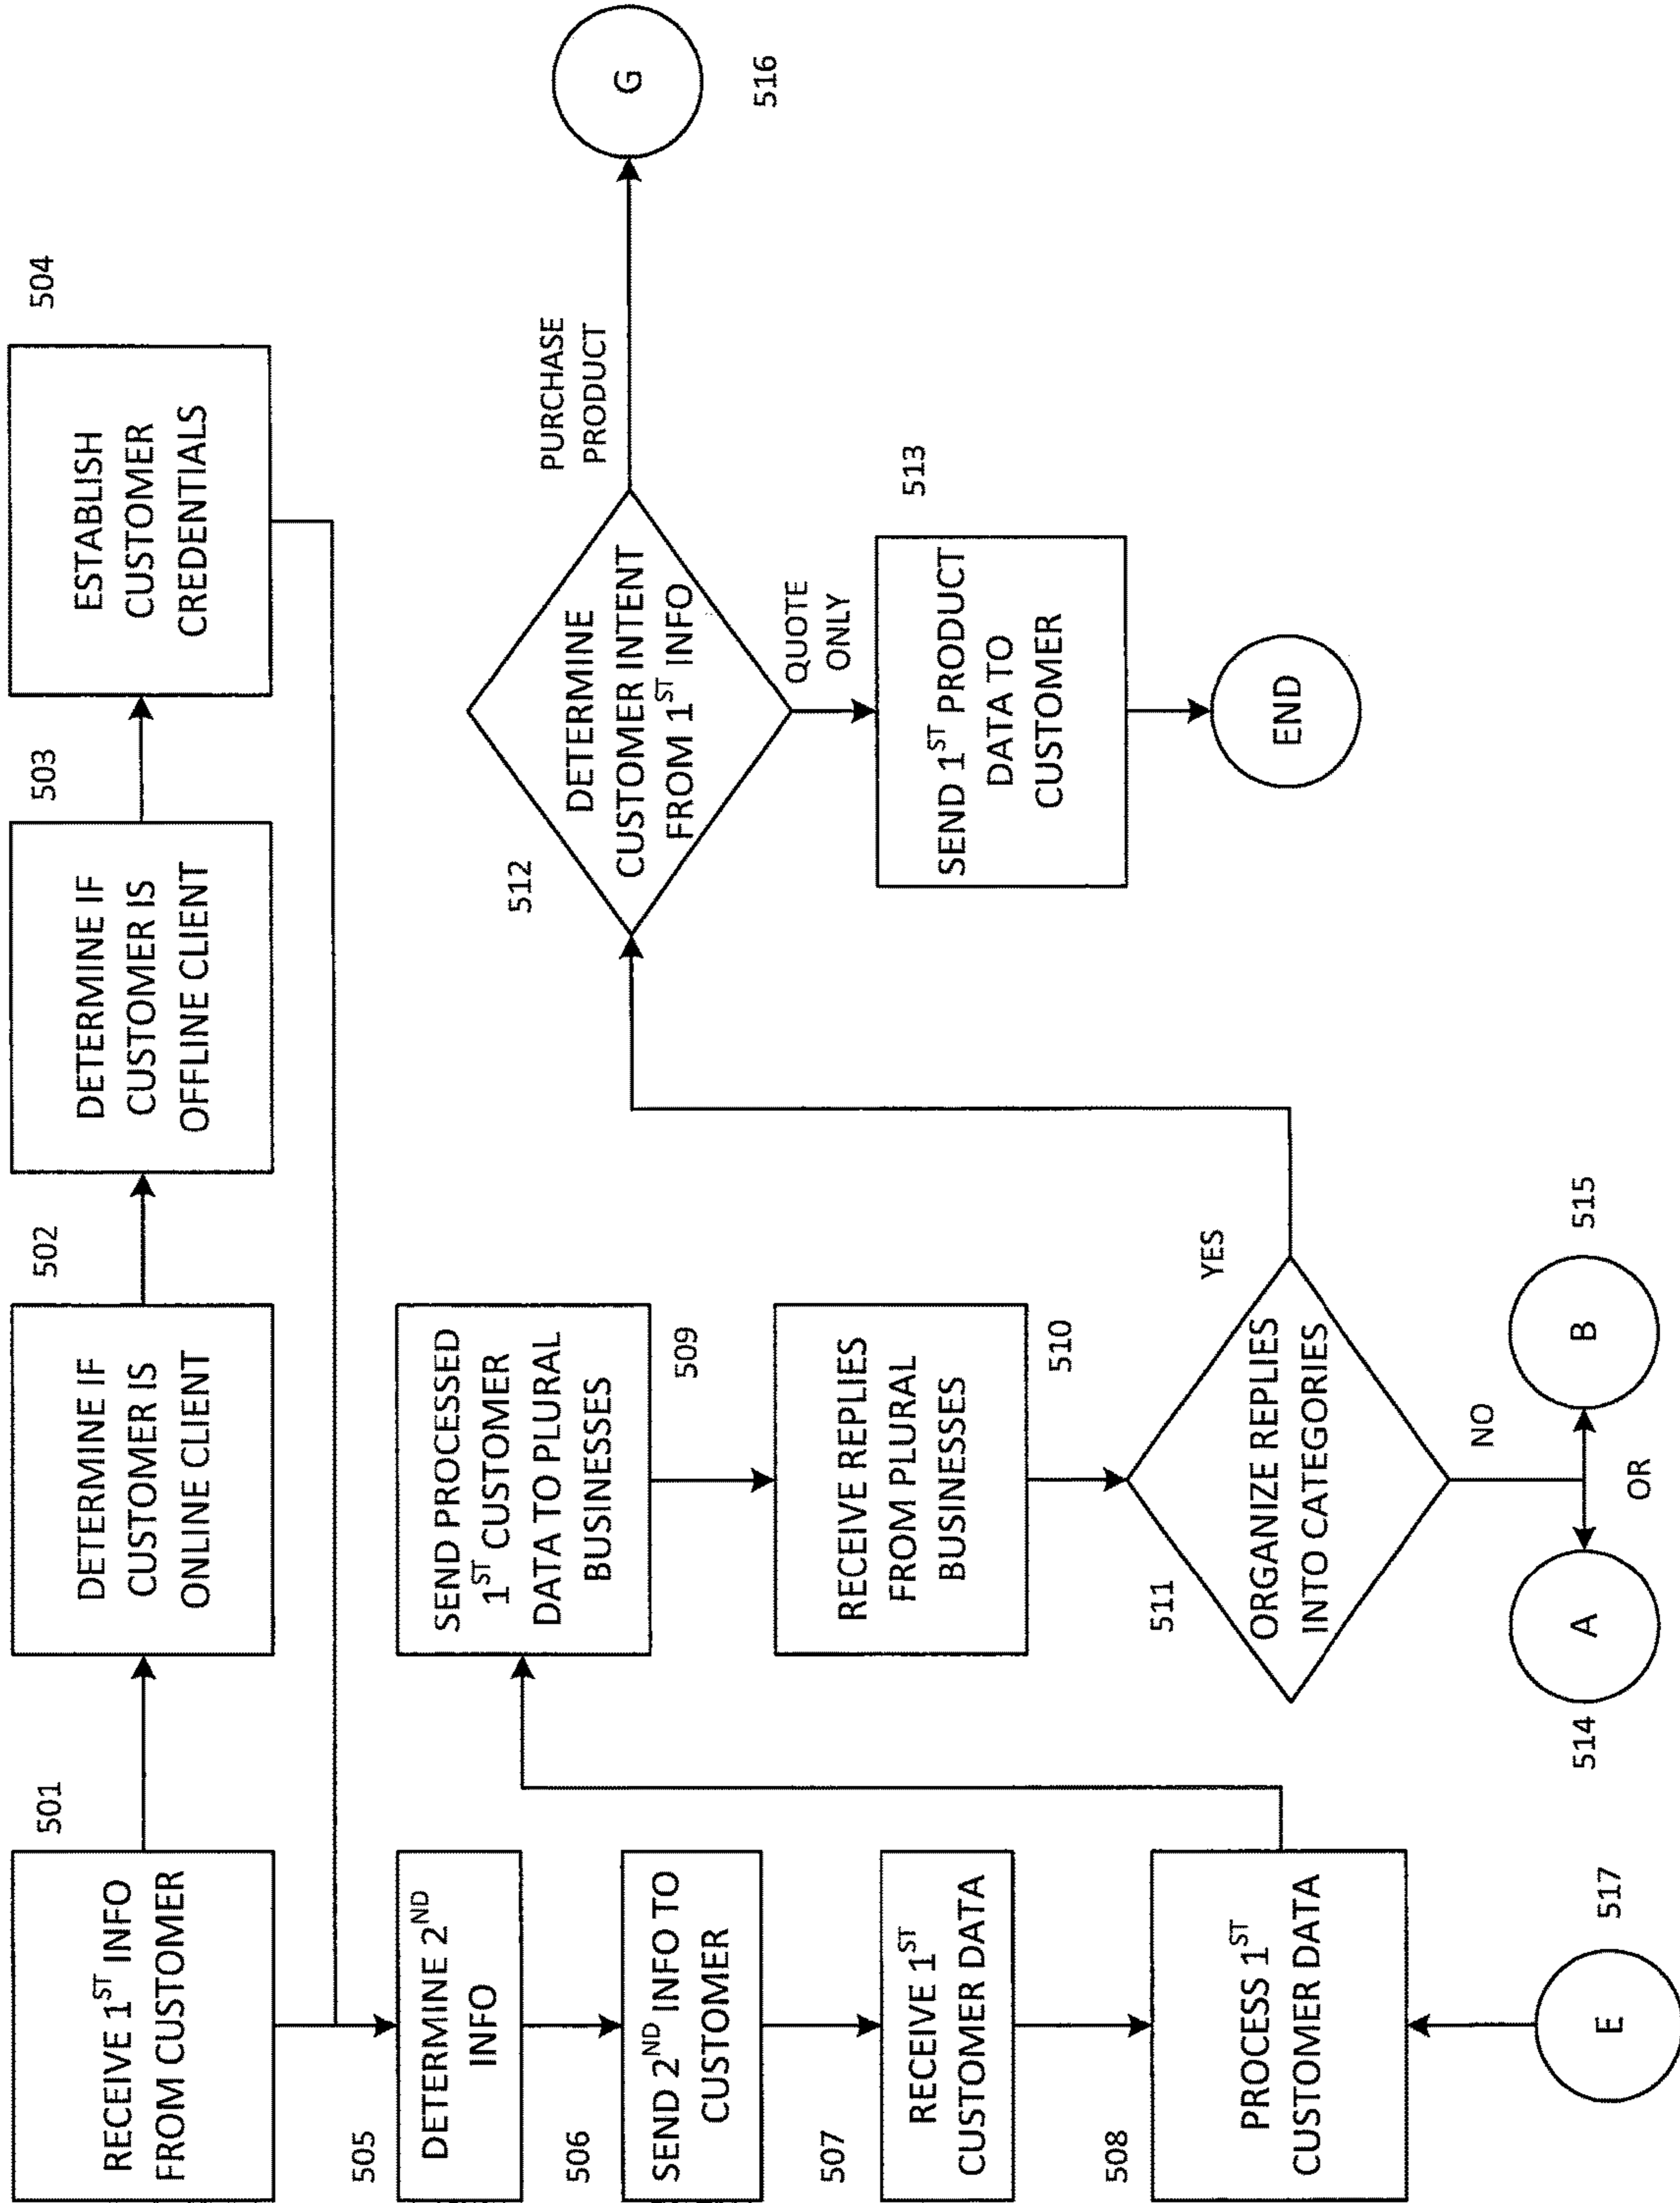 501
RECEIVE 1ST INFO
FROM CUSTOMER
502
DETERMINE IF
CUSTOMER IS
ONLINE CLIENT
503
DETERMINE IF
CUSTOMER IS
OFFLINE CLIENT
504
ESTABLISH
CUSTOMER
CREDENTIALS
505
DETERMINE 2ND
INFO
506
SEND 2ND INFO TO
CUSTOMER
507
RECEIVE 1ST
CUSTOMER DATA
508
PROCESS 1ST
CUSTOMER DATA
E
517
SEND PROCESSED
1ST CUSTOMER
DATA TO PLURAL
BUSINESSES
509
RECEIVE REPLIES
FROM PLURAL
BUSINESSES
510
511
ORGANIZE REPLIES
INTO CATEGORIES
YES
NO
514
A
OR
B
515
512
DETERMINE
CUSTOMER INTENT
FROM 1ST INFO
PURCHASE
PRODUCT
G
516
QUOTE
ONLY
513
SEND 1ST PRODUCT
DATA TO
CUSTOMER
END